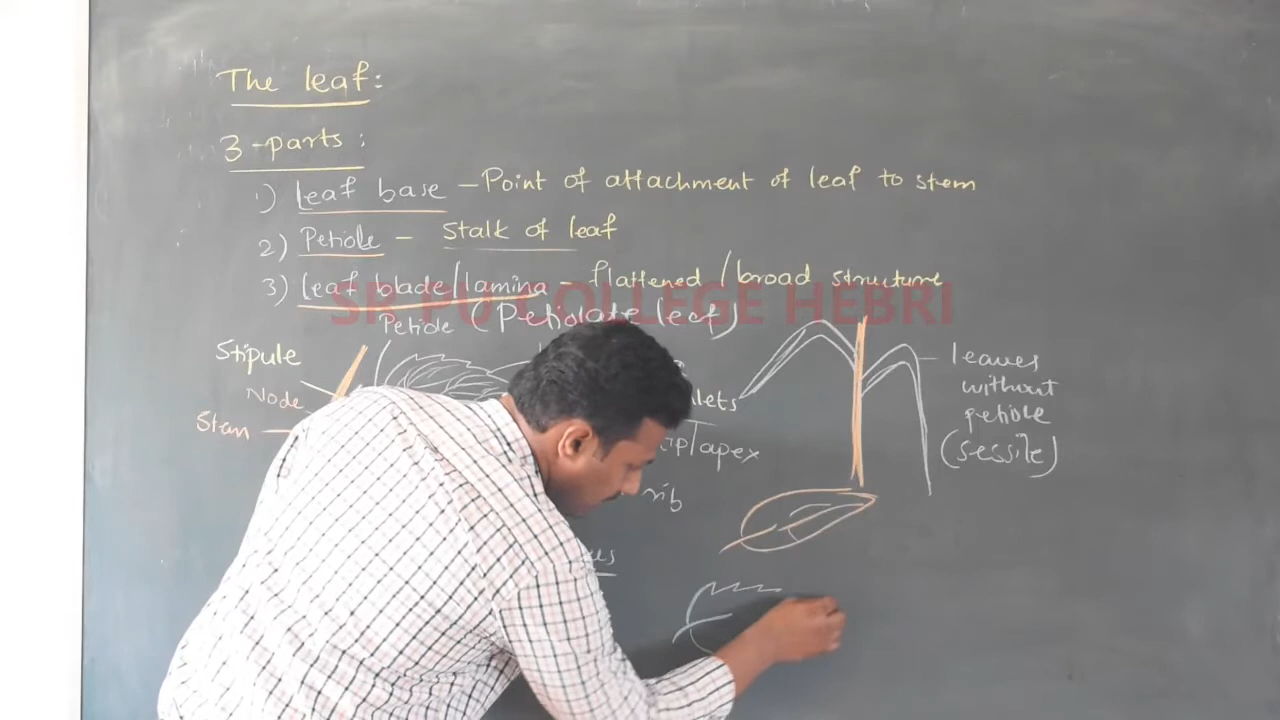 The leaf:
3-parts:
1) Leaf base - Point of attachment of leaf to stem
2) Petiole - Stalk of leaf
3) Leaf blade/lamina - flattened/broad structure
SR PU COLLEGE HEBRI
Petiole (Petiolate leaf)
Stipule
Node
Stem
apex
leaves
without
petiole
(sessile)